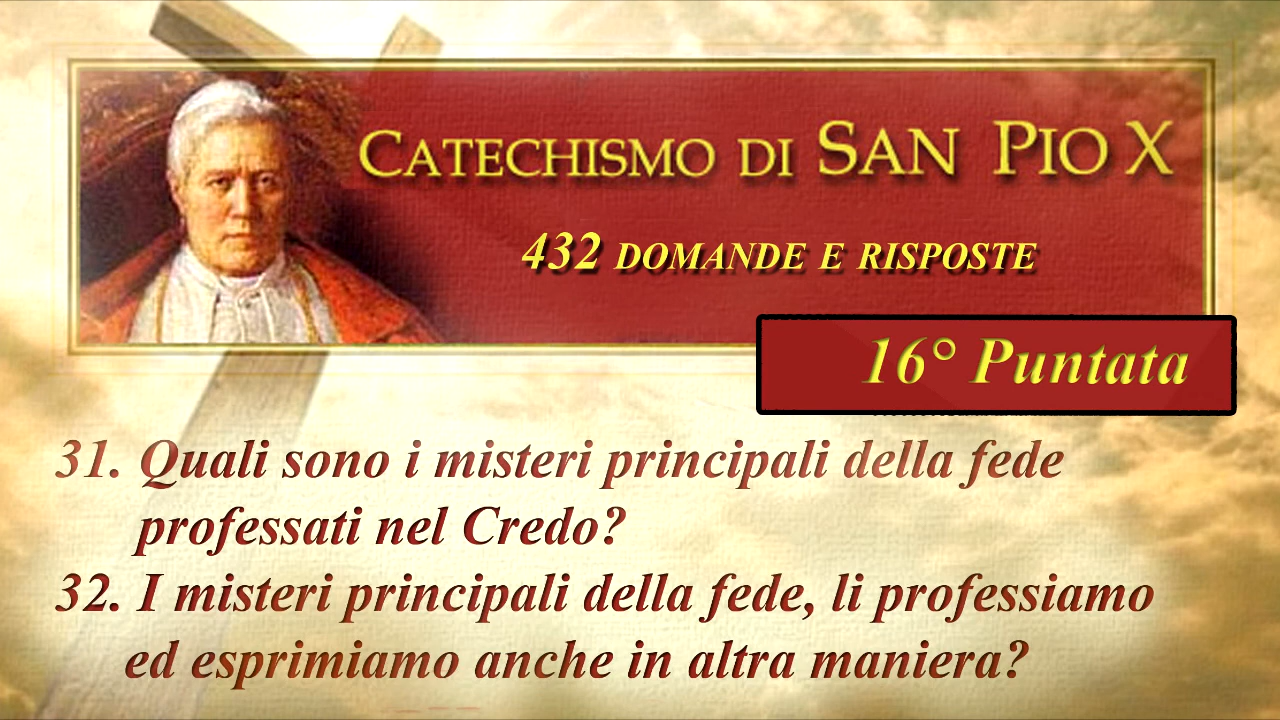 CATECHISMO DI SAN PIO X
432 DOMANDE E RISPOSTE
16° Puntata
31. Quali sono i misteri principali della fede
professati nel Credo?
32. I misteri principali della fede, li professiamo
ed esprimiamo anche in altra maniera?